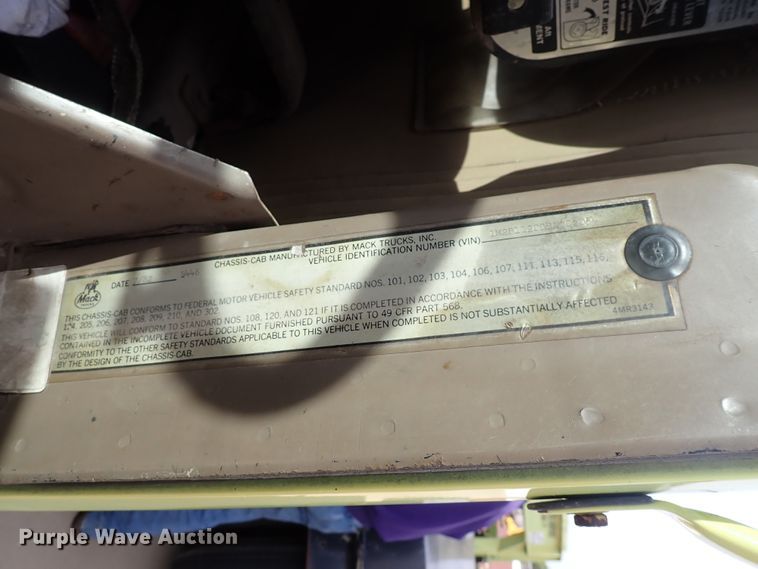 EST RIDE
AR
MENT
Mack
CHASSIS-CAB MANUFACTURED BY MACK TRUCKS, INC.
DATE 5446 VEHICLE IDENTIFICATION NUMBER (VIN)
THIS CHASSIS-CAB CONFORMS TO FEDERAL MOTOR VEHICLE SAFETY STANDARD NOS. 101, 102, 103, 104, 106, 107, 111, 113, 115, 116,
124, 205, 206, 207, 208, 209, 210, AND 302.
THIS VEHICLE WILL CONFORM TO STANDARD NOS. 108, 120, AND 121 IF IT IS COMPLETED IN ACCORDANCE WITH THE INSTRUCTIONS
CONTAINED IN THE INCOMPLETE VEHICLE DOCUMENT FURNISHED PURSUANT TO 49 CFR PART 568.
CONFORMITY TO THE OTHER SAFETY STANDARDS APPLICABLE TO THIS VEHICLE WHEN COMPLETED IS NOT SUBSTANTIALLY AFFECTED
BY THE DESIGN OF THE CHASSIS-CAB.
4MR3143
Purple Wave Auction